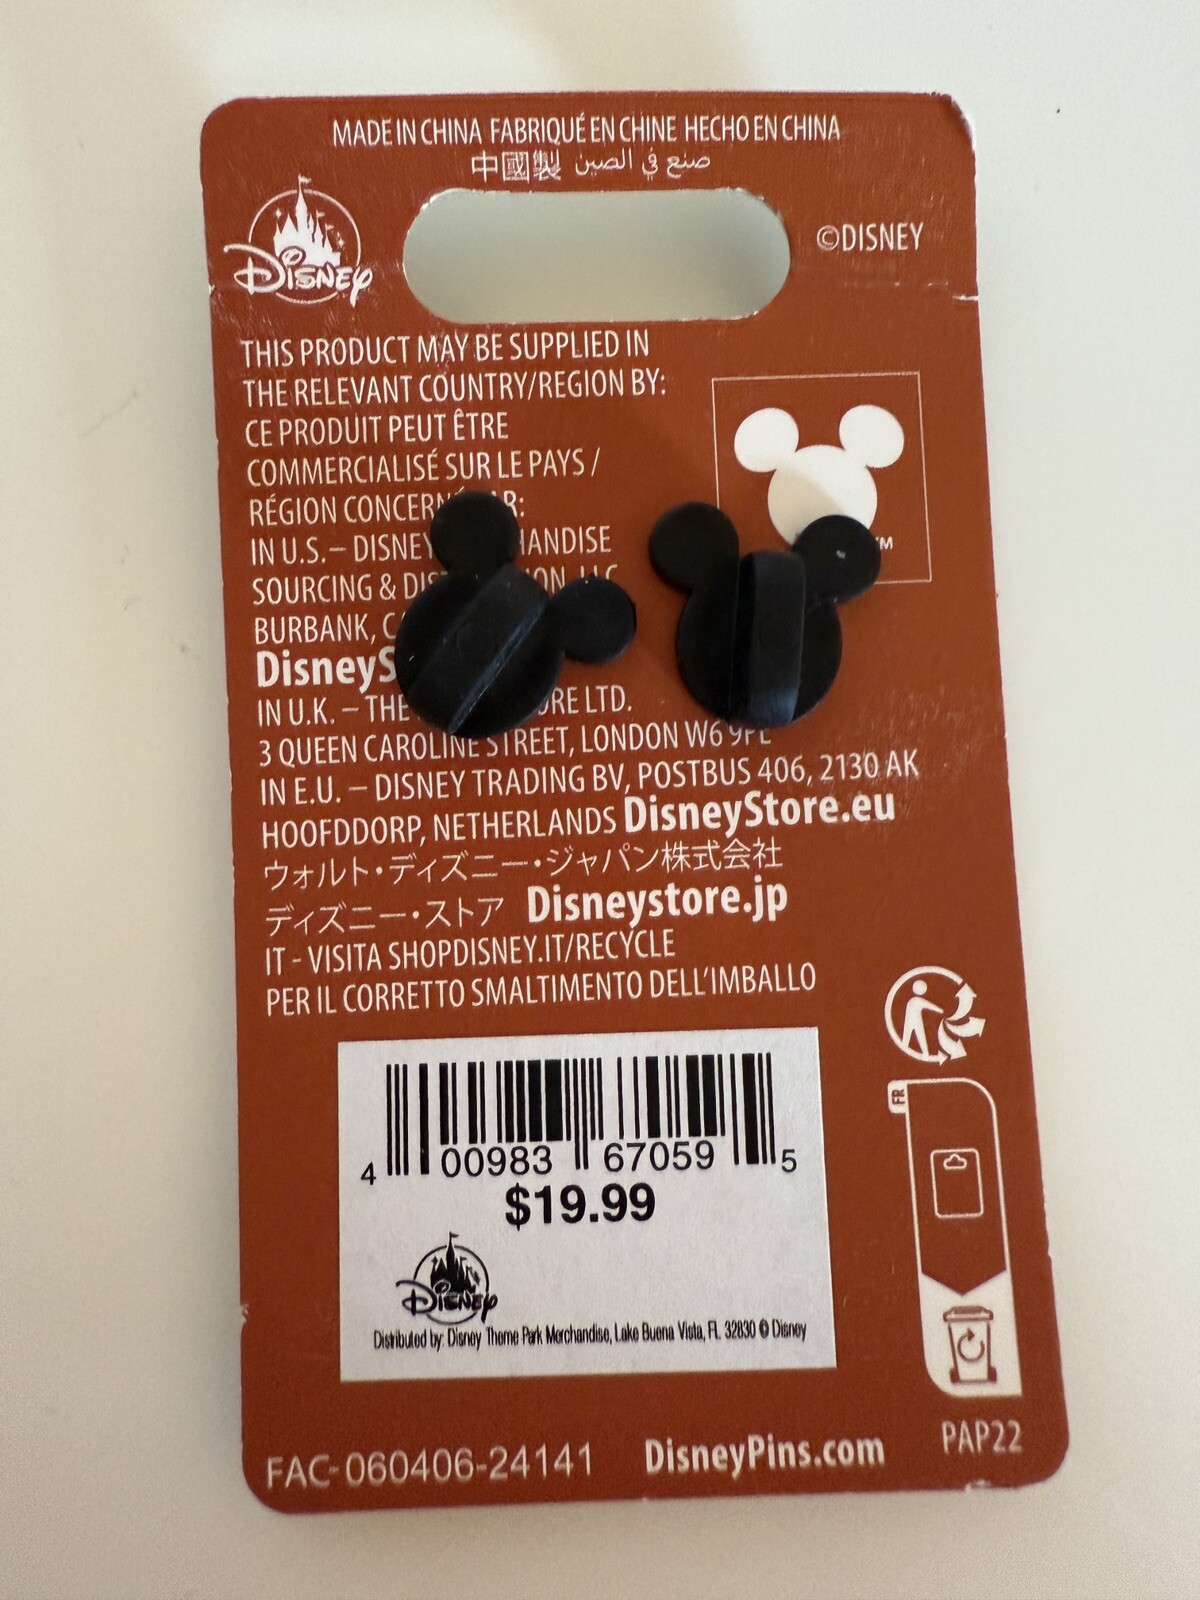 MADE IN CHINA FABRIQUÉ EN CHINE HECHO EN CHINA
中國製 صنع في الصين
Disney
©DISNEY
THIS PRODUCT MAY BE SUPPLIED IN
THE RELEVANT COUNTRY/REGION BY:
CE PRODUIT PEUT ÊTRE
COMMERCIALISÉ SUR LE PAYS /
RÉGION
IN U.S. – DISNEY
SOURCING &
BURBANK,
IN U.K. – THE LTD.
3 QUEEN CAROLINE STREET, LONDON W6 9PE
IN E.U. – DISNEY TRADING BV, POSTBUS 406, 2130 AK
HOOFDDORP, NETHERLANDS DisneyStore.eu
ウォルト・ディズニー・ジャパン株式会社
ディズニー・ストア Disneystore.jp
IT - VISITA SHOPDISNEY.IT/RECYCLE
PER IL CORRETTO SMALTIMENTO DELL'IMBALLO
FR
4 00983 67059 5
$19.99
Disney
Distributed by: Disney Theme Park Merchandise, Lake Buena Vista, FL 32830 © Disney
FAC-060406-24141
DisneyPins.com
PAP22